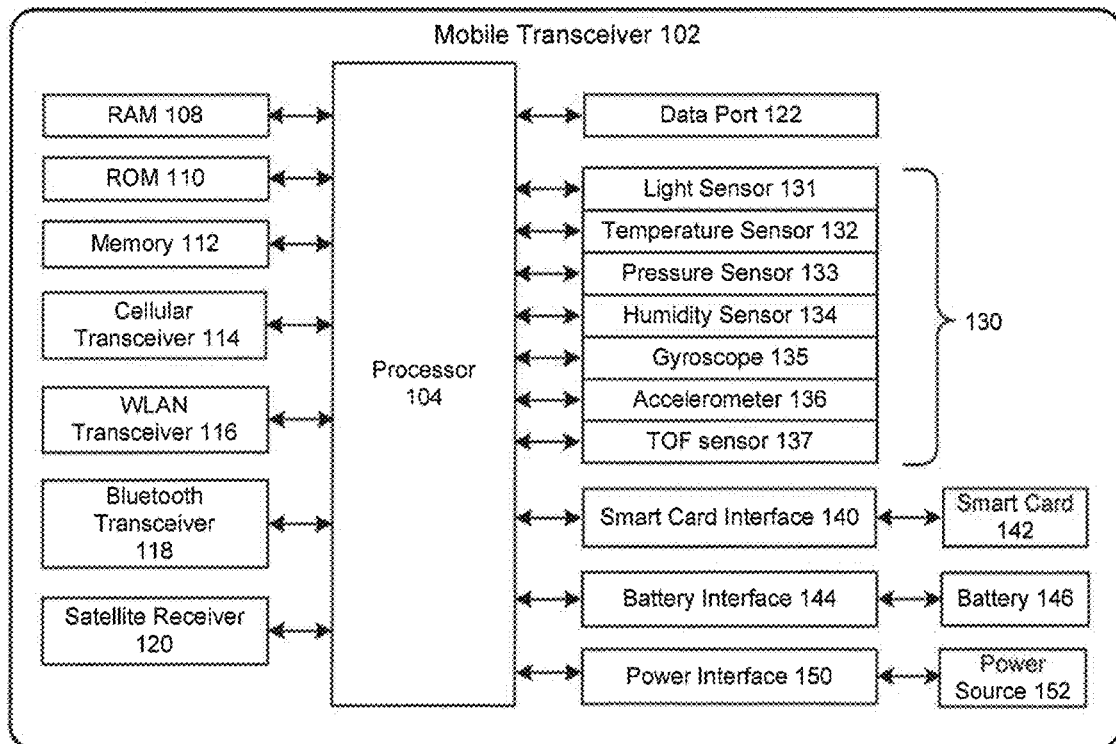 Mobile Transceiver 102
RAM 108
ROM 110
Memory 112
Cellular
Transceiver 114
WLAN
Transceiver 116
Bluetooth
Transceiver
118
Satellite Receiver
120
Processor
104
Data Port 122
Light Sensor 131
Temperature Sensor 132
Pressure Sensor 133
Humidity Sensor 134
Gyroscope 135
Accelerometer 136
TOF sensor 137
130
Smart Card Interface 140
Smart Card
142
Battery Interface 144
Battery 146
Power Interface 150
Power
Source 152